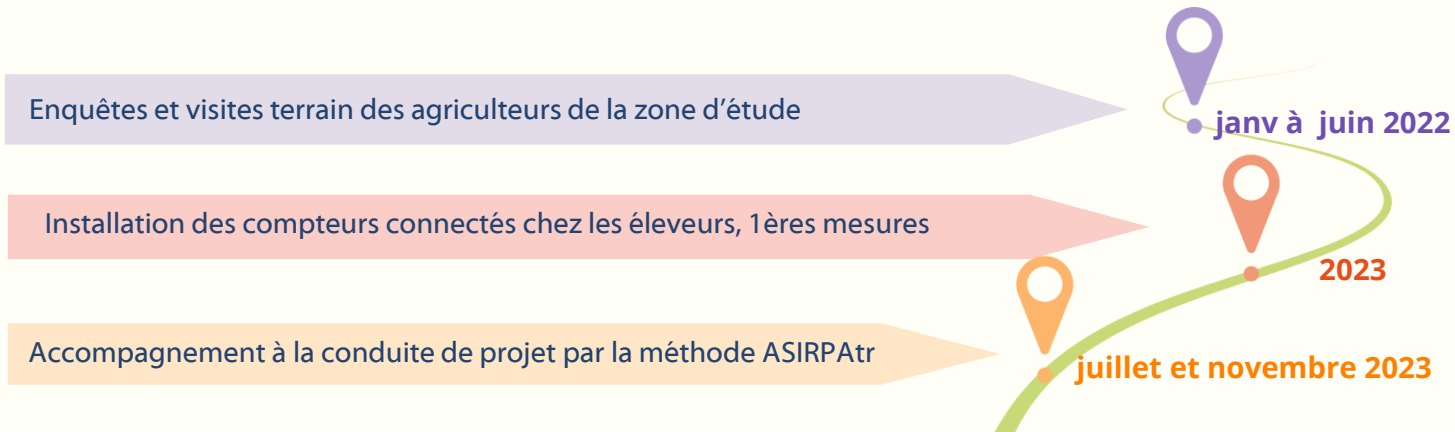 Enquêtes et visites terrain des agriculteurs de la zone d’étude
janv à juin 2022
Installation des compteurs connectés chez les éleveurs, 1ères mesures
2023
Accompagnement à la conduite de projet par la méthode ASIRPAtr
juillet et novembre 2023